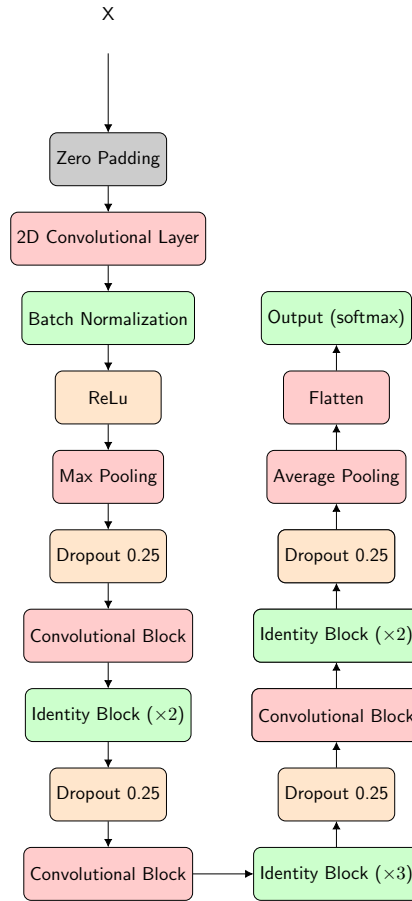 X
Zero Padding
2D Convolutional Layer
Batch Normalization
ReLu
Max Pooling
Dropout 0.25
Convolutional Block
Identity Block (×2)
Dropout 0.25
Convolutional Block
Identity Block (×3)
Dropout 0.25
Convolutional Block
Identity Block (×2)
Dropout 0.25
Average Pooling
Flatten
Output (softmax)